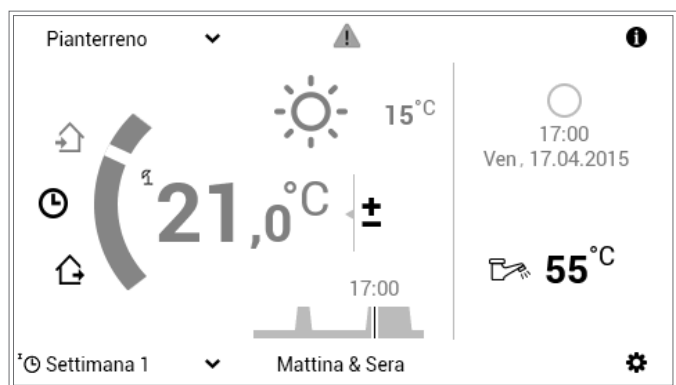 Pianterreno
15°C
17:00
Ven, 17.04.2015
21,0°C
±
55°C
17:00
Settimana 1
Mattina & Sera